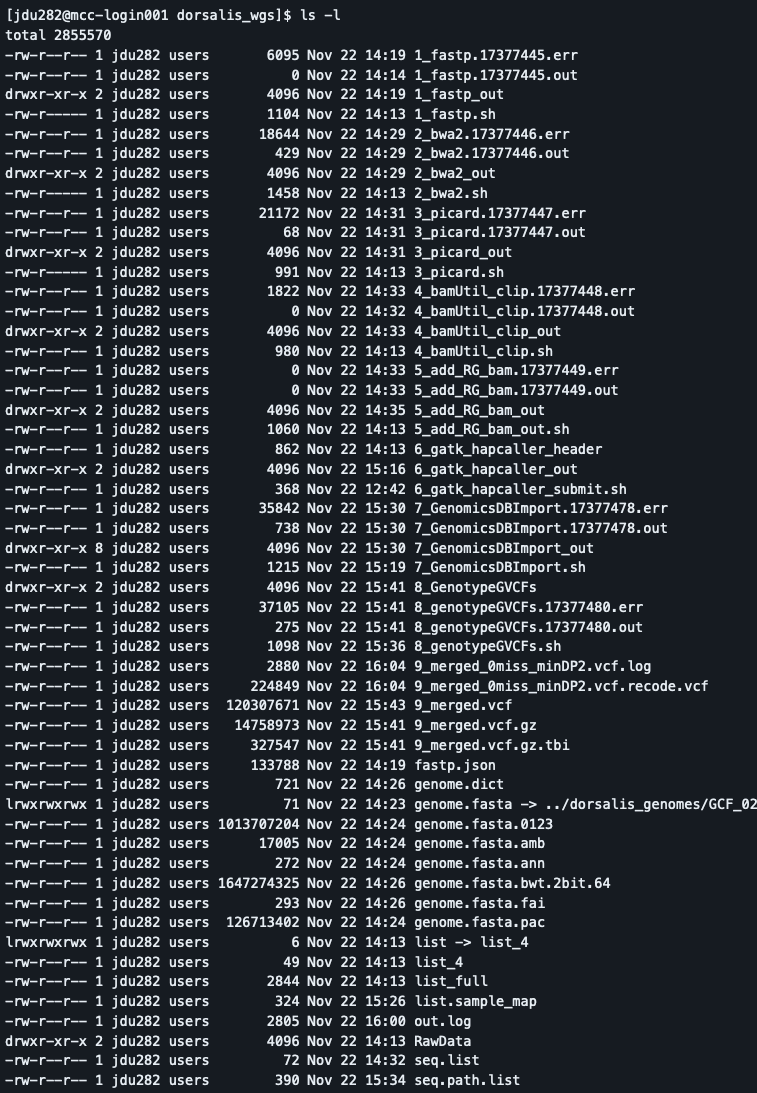 [jdu282@mcc-login001 dorsalis_wgs]$ ls -l
total 2855570
-rw-r--r-- 1 jdu282 users       6095 Nov 22 14:19 1_fastp.17377445.err
-rw-r--r-- 1 jdu282 users          0 Nov 22 14:14 1_fastp.17377445.out
drwxr-xr-x 2 jdu282 users       4096 Nov 22 14:19 1_fastp_out
-rw-r----- 1 jdu282 users       1104 Nov 22 14:13 1_fastp.sh
-rw-r--r-- 1 jdu282 users      18644 Nov 22 14:29 2_bwa2.17377446.err
-rw-r--r-- 1 jdu282 users        429 Nov 22 14:29 2_bwa2.17377446.out
drwxr-xr-x 2 jdu282 users       4096 Nov 22 14:29 2_bwa2_out
-rw-r----- 1 jdu282 users       1458 Nov 22 14:13 2_bwa2.sh
-rw-r--r-- 1 jdu282 users      21172 Nov 22 14:31 3_picard.17377447.err
-rw-r--r-- 1 jdu282 users         68 Nov 22 14:31 3_picard.17377447.out
drwxr-xr-x 2 jdu282 users       4096 Nov 22 14:31 3_picard_out
-rw-r----- 1 jdu282 users        991 Nov 22 14:13 3_picard.sh
-rw-r--r-- 1 jdu282 users       1822 Nov 22 14:33 4_bamUtil_clip.17377448.err
-rw-r--r-- 1 jdu282 users          0 Nov 22 14:32 4_bamUtil_clip.17377448.out
drwxr-xr-x 2 jdu282 users       4096 Nov 22 14:33 4_bamUtil_clip_out
-rw-r--r-- 1 jdu282 users        980 Nov 22 14:13 4_bamUtil_clip.sh
-rw-r--r-- 1 jdu282 users          0 Nov 22 14:33 5_add_RG_bam.17377449.err
-rw-r--r-- 1 jdu282 users          0 Nov 22 14:33 5_add_RG_bam.17377449.out
drwxr-xr-x 2 jdu282 users       4096 Nov 22 14:35 5_add_RG_bam_out
-rw-r--r-- 1 jdu282 users       1060 Nov 22 14:13 5_add_RG_bam_out.sh
-rw-r--r-- 1 jdu282 users        862 Nov 22 14:13 6_gatk_hapcaller_header
drwxr-xr-x 2 jdu282 users       4096 Nov 22 15:16 6_gatk_hapcaller_out
-rw-r--r-- 1 jdu282 users        368 Nov 22 12:42 6_gatk_hapcaller_submit.sh
-rw-r--r-- 1 jdu282 users      35842 Nov 22 15:30 7_GenomicsDBImport.17377478.err
-rw-r--r-- 1 jdu282 users        738 Nov 22 15:30 7_GenomicsDBImport.17377478.out
drwxr-xr-x 8 jdu282 users       4096 Nov 22 15:30 7_GenomicsDBImport_out
-rw-r--r-- 1 jdu282 users       1215 Nov 22 15:19 7_GenomicsDBImport.sh
drwxr-xr-x 2 jdu282 users       4096 Nov 22 15:41 8_GenotypeGVCFs
-rw-r--r-- 1 jdu282 users      37105 Nov 22 15:41 8_genotypeGVCFs.17377480.err
-rw-r--r-- 1 jdu282 users        275 Nov 22 15:41 8_genotypeGVCFs.17377480.out
-rw-r--r-- 1 jdu282 users       1098 Nov 22 15:36 8_genotypeGVCFs.sh
-rw-r--r-- 1 jdu282 users       2880 Nov 22 16:04 9_merged_0miss_minDP2.vcf.log
-rw-r--r-- 1 jdu282 users     224849 Nov 22 16:04 9_merged_0miss_minDP2.vcf.recode.vcf
-rw-r--r-- 1 jdu282 users  120307671 Nov 22 15:43 9_merged.vcf
-rw-r--r-- 1 jdu282 users   14758973 Nov 22 15:41 9_merged.vcf.gz
-rw-r--r-- 1 jdu282 users     327547 Nov 22 15:41 9_merged.vcf.gz.tbi
-rw-r--r-- 1 jdu282 users     133788 Nov 22 14:19 fastp.json
-rw-r--r-- 1 jdu282 users        721 Nov 22 14:26 genome.dict
lrwxrwxrwx 1 jdu282 users         71 Nov 22 14:23 genome.fasta -> ../dorsalis_genomes/GCF_02
-rw-r--r-- 1 jdu282 users 1013707204 Nov 22 14:24 genome.fasta.0123
-rw-r--r-- 1 jdu282 users      17005 Nov 22 14:24 genome.fasta.amb
-rw-r--r-- 1 jdu282 users        272 Nov 22 14:24 genome.fasta.ann
-rw-r--r-- 1 jdu282 users 1647274325 Nov 22 14:26 genome.fasta.bwt.2bit.64
-rw-r--r-- 1 jdu282 users        293 Nov 22 14:26 genome.fasta.fai
-rw-r--r-- 1 jdu282 users  126713402 Nov 22 14:24 genome.fasta.pac
lrwxrwxrwx 1 jdu282 users          6 Nov 22 14:13 list -> list_4
-rw-r--r-- 1 jdu282 users         49 Nov 22 14:13 list_4
-rw-r--r-- 1 jdu282 users       2844 Nov 22 14:13 list_full
-rw-r--r-- 1 jdu282 users        324 Nov 22 15:26 list.sample_map
-rw-r--r-- 1 jdu282 users       2805 Nov 22 16:00 out.log
drwxr-xr-x 2 jdu282 users       4096 Nov 22 14:13 RawData
-rw-r--r-- 1 jdu282 users         72 Nov 22 14:32 seq.list
-rw-r--r-- 1 jdu282 users        390 Nov 22 15:34 seq.path.list